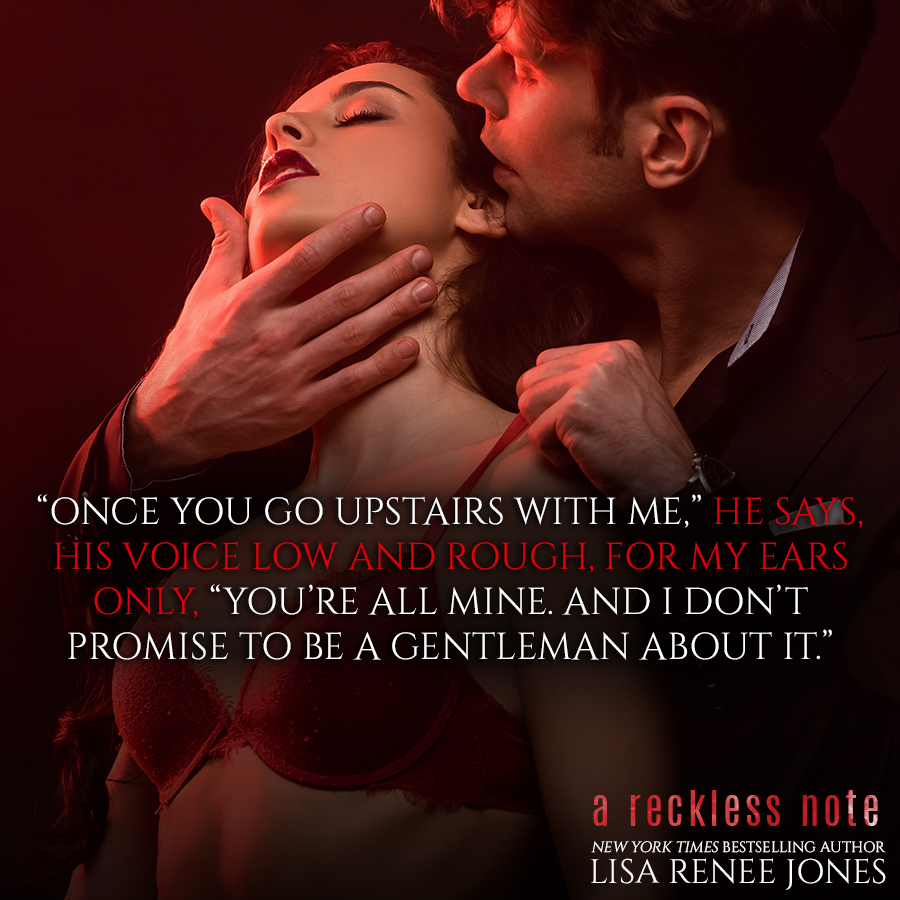 “ONCE YOU GO UPSTAIRS WITH ME,” HE SAYS,
HIS VOICE LOW AND ROUGH, FOR MY EARS
ONLY, “YOU’RE ALL MINE. AND I DON’T
PROMISE TO BE A GENTLEMAN ABOUT IT.”
a reckless note
NEW YORK TIMES BESTSELLING AUTHOR
LISA RENEE JONES